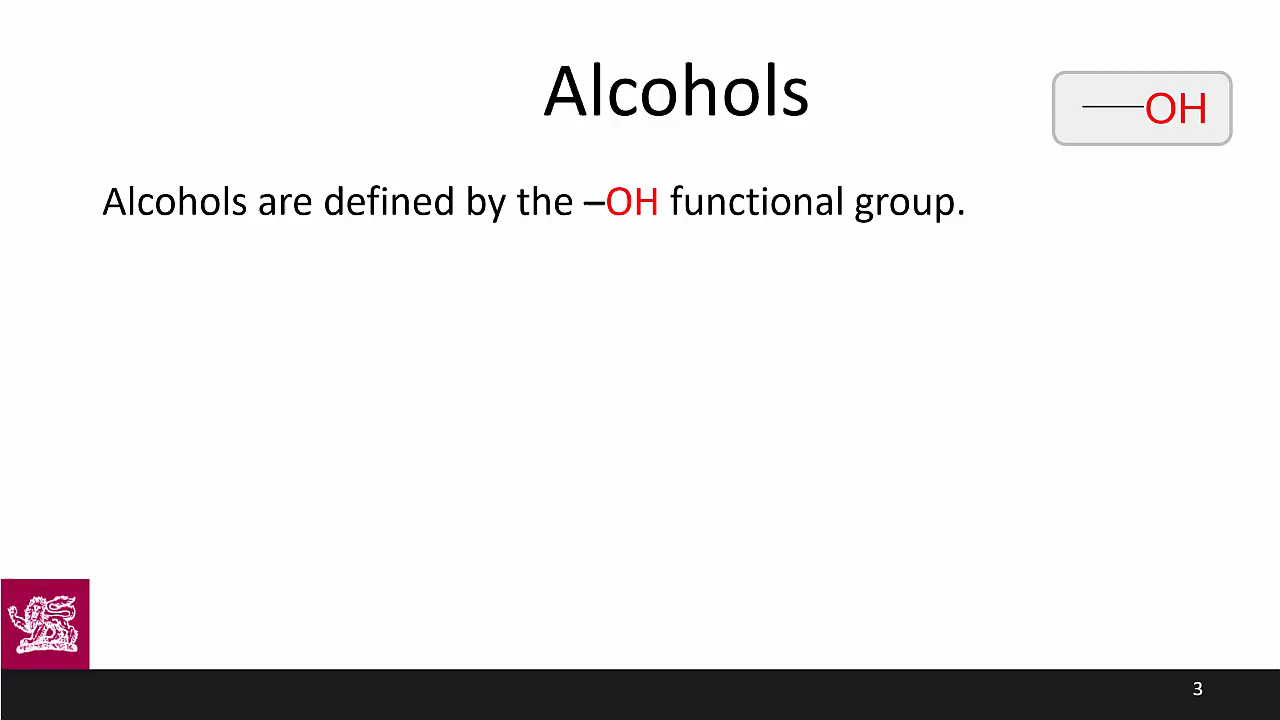 Alcohols
OH
Alcohols are defined by the –OH functional group.
3